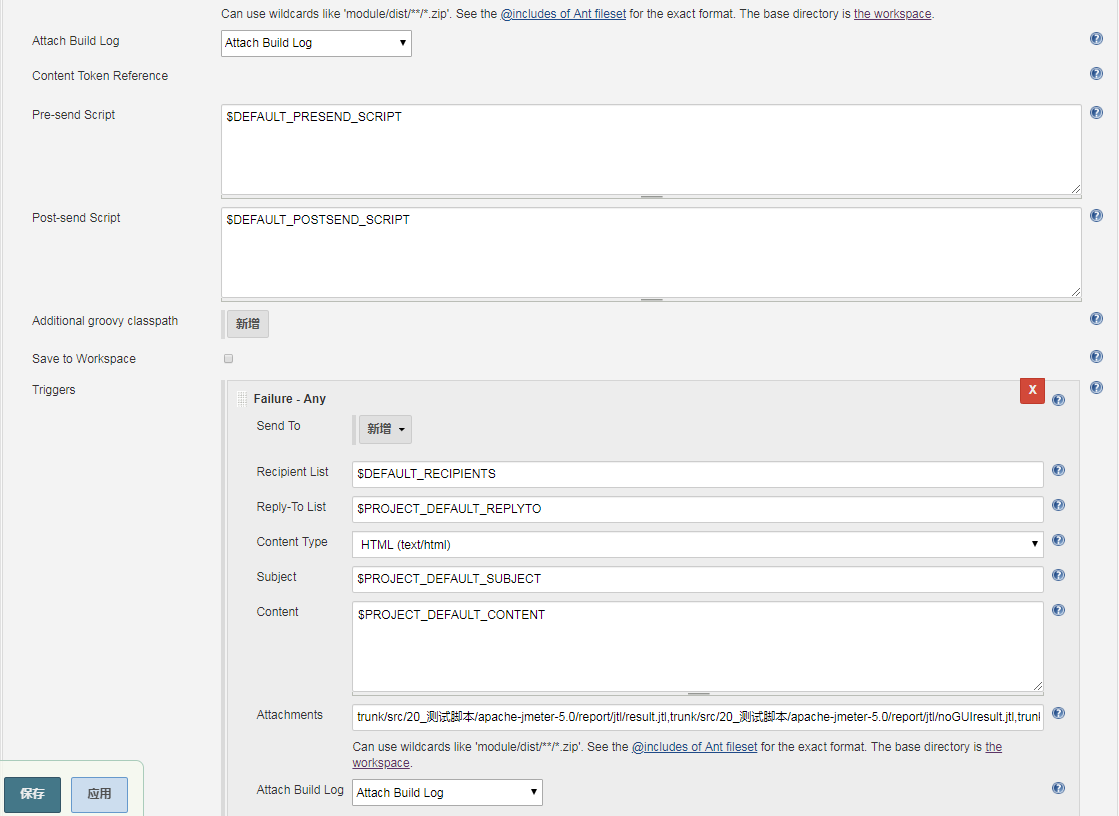 Can use wildcards like 'module/dist/**/*.zip'. See the @includes of Ant fileset for the exact format. The base directory is the workspace.
Attach Build Log
Attach Build Log
Content Token Reference
Pre-send Script
$DEFAULT_PRESEND_SCRIPT
Post-send Script
$DEFAULT_POSTSEND_SCRIPT
Additional groovy classpath
新增
Save to Workspace
Triggers
Failure - Any
X
Send To
新增
Recipient List
$DEFAULT_RECIPIENTS
Reply-To List
$PROJECT_DEFAULT_REPLYTO
Content Type
HTML (text/html)
Subject
$PROJECT_DEFAULT_SUBJECT
Content
$PROJECT_DEFAULT_CONTENT
Attachments
trunk/src/20_测试脚本/apache-jmeter-5.0/report/jtl/result.jtl,trunk/src/20_测试脚本/apache-jmeter-5.0/report/jtl/noGUIresult.jtl,trunk
Can use wildcards like 'module/dist/**/*.zip'. See the @includes of Ant fileset for the exact format. The base directory is the
workspace.
Attach Build Log
Attach Build Log
保存
应用